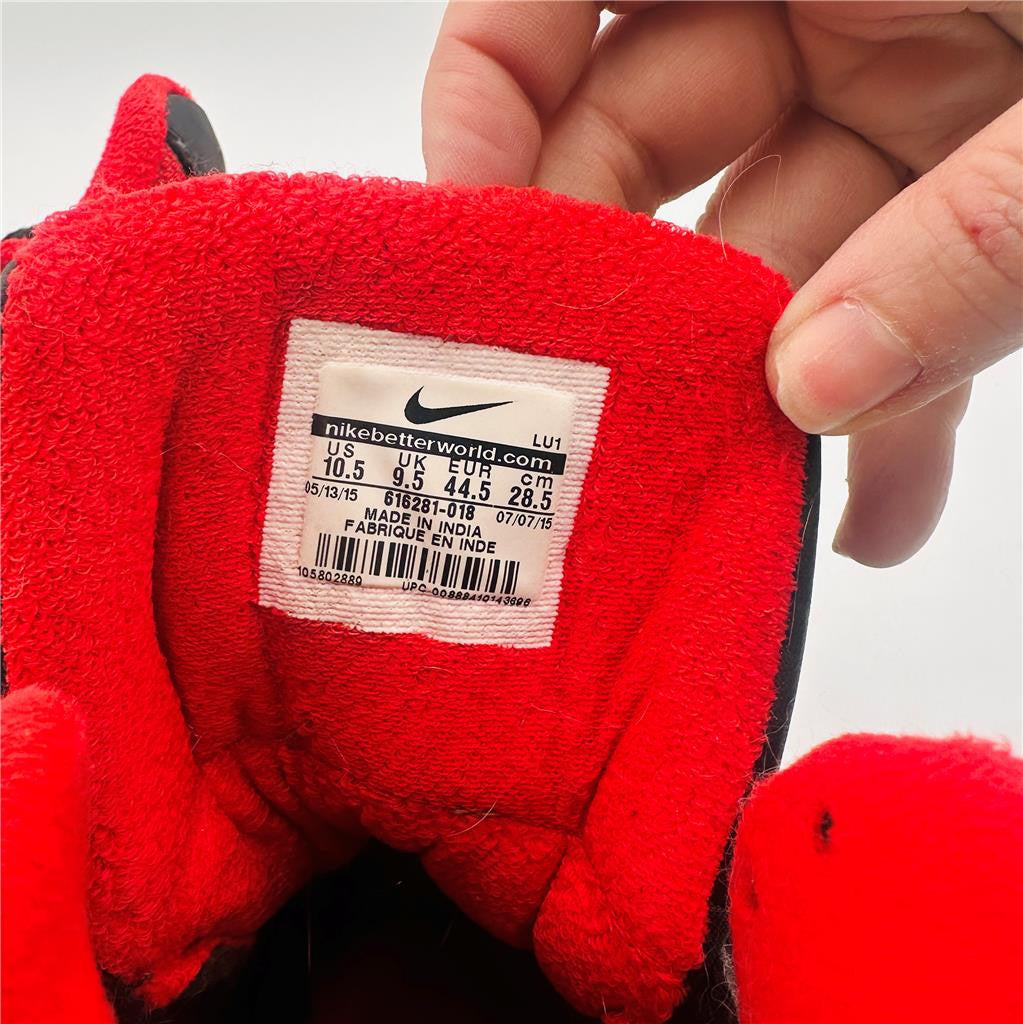 LU1
nikebetterworld.com
US UK EUR cm
10.5 9.5 44.5 28.5
05/13/15 616281-018 07/07/15
MADE IN INDIA
FABRIQUE EN INDE
105802889
UPC